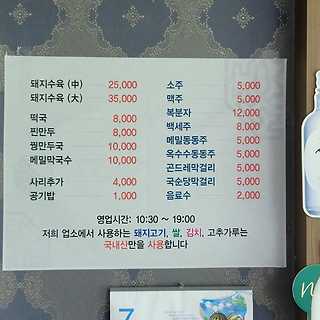 돼지수육 (中) 25,000
돼지수육 (大) 35,000
떡국 8,000
찐만두 8,000
꿩만두국 10,000
메밀막국수 10,000
사리추가 4,000
공기밥 1,000
소주 5,000
맥주 5,000
복분자 12,000
백세주 8,000
메밀동동주 5,000
옥수수동동주 5,000
곤드레막걸리 5,000
국순당막걸리 5,000
음료수 2,000
영업시간: 10:30 ~ 19:00
저희 업소에서 사용하는 돼지고기, 쌀, 김치, 고추가루는
국내산만을 사용합니다
7
n